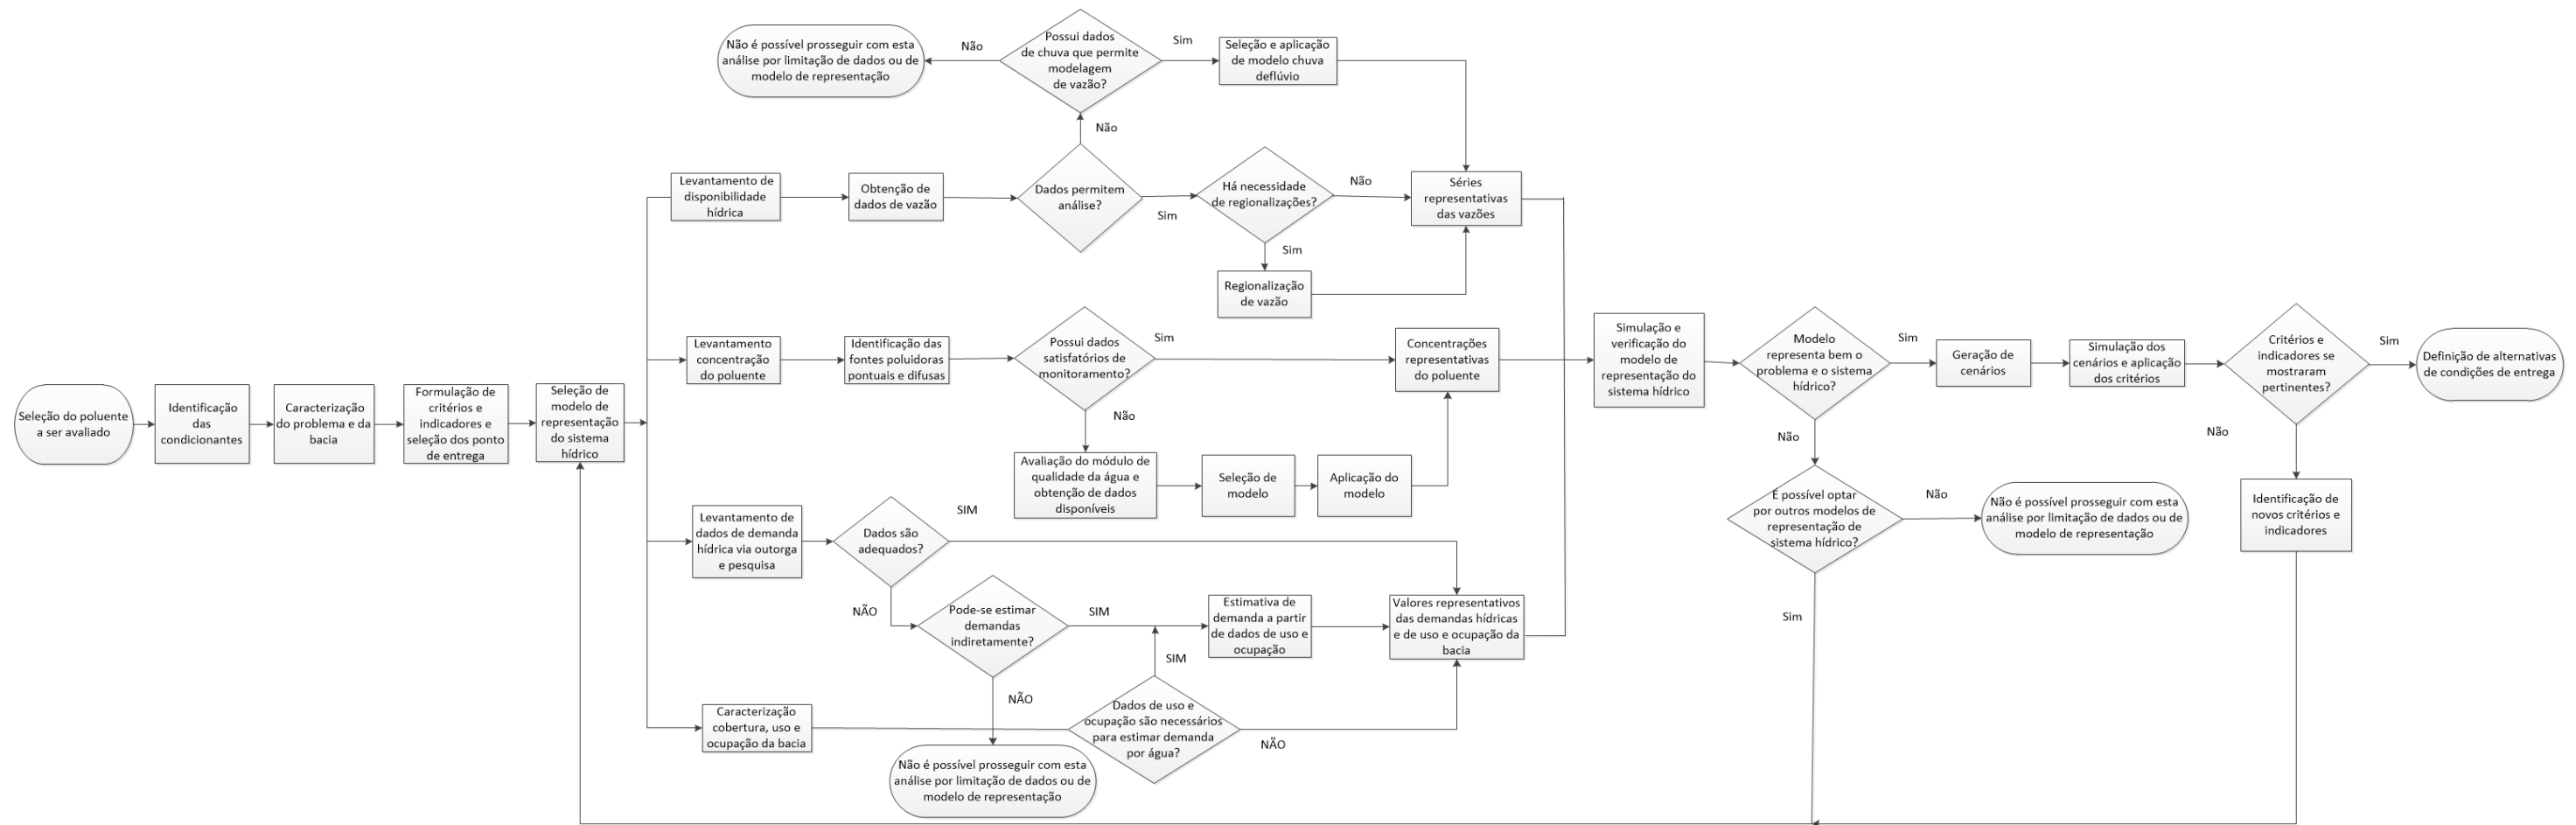 Seleção do poluente
a ser avaliado
Identificação
das
condicionantes
Caracterização
do problema e da
bacia
Formulação de
critérios e
indicadores e
seleção dos ponto
de entrega
Seleção de
modelo de
representação
do sistema
hídrico
Não é possível prosseguir com esta
análise por limitação de dados ou de
modelo de representação
Não
Possui dados
de chuva que permite
modelagem
de vazão?
Sim
Seleção e aplicação
de modelo chuva
deflúvio
Não
Levantamento de
disponibilidade
hídrica
Obtenção de
dados de vazão
Dados permitem
análise?
Sim
Há necessidade
de regionalizações?
Não
Séries
representativas
das vazões
Sim
Regionalização
de vazão
Levantamento
concentração
do poluente
Identificação das
fontes poluidoras
pontuais e difusas
Possui dados
satisfatórios de
monitoramento?
Sim
Concentrações
representativas
do poluente
Não
Avaliação do módulo de
qualidade da água e
obtenção de dados
disponíveis
Seleção de
modelo
Aplicação do
modelo
Levantamento de
dados de demanda
hídrica via outorga
e pesquisa
Dados são
adequados?
SIM
NÃO
Pode-se estimar
demandas
indiretamente?
SIM
Estimativa de
demanda a partir
de dados de uso e
ocupação
Valores representativos
das demandas hídricas
e de uso e ocupação da
bacia
SIM
NÃO
Caracterização
cobertura, uso e
ocupação da bacia
Dados de uso e
ocupação são necessários
para estimar demanda
por água?
NÃO
Não é possível prosseguir com esta
análise por limitação de dados ou de
modelo de representação
Simulação e
verificação do
modelo de
representação do
sistema hídrico
Modelo
representa bem o
problema e o sistema
hídrico?
Sim
Geração de
cenários
Simulação dos
cenários e aplicação
dos critérios
Critérios e
indicadores se
mostraram
pertinentes?
Sim
Definição de alternativas
de condições de entrega
Não
É possível optar
por outros modelos de
representação de
sistema hídrico?
Não
Não é possível prosseguir com esta
análise por limitação de dados ou de
modelo de representação
Não
Identificação de
novos critérios e
indicadores
Sim